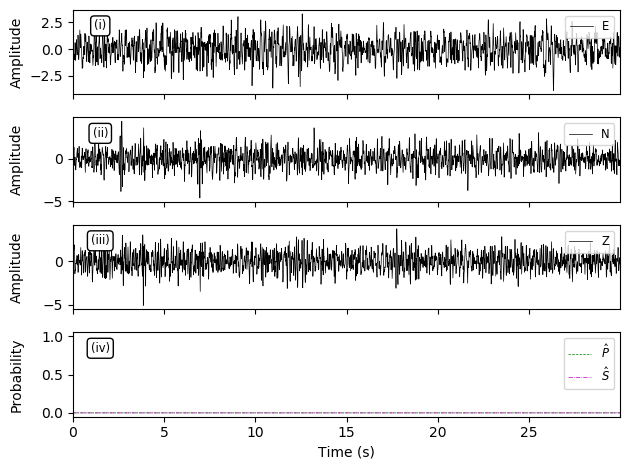 Amplitude
2.5
0.0
−2.5
(i)
E
Amplitude
0
−5
(ii)
N
Amplitude
0
−5
(iii)
Z
Probability
1.0
0.5
0.0
(iv)
P̂
Ŝ
0 5 10 15 20 25
Time (s)